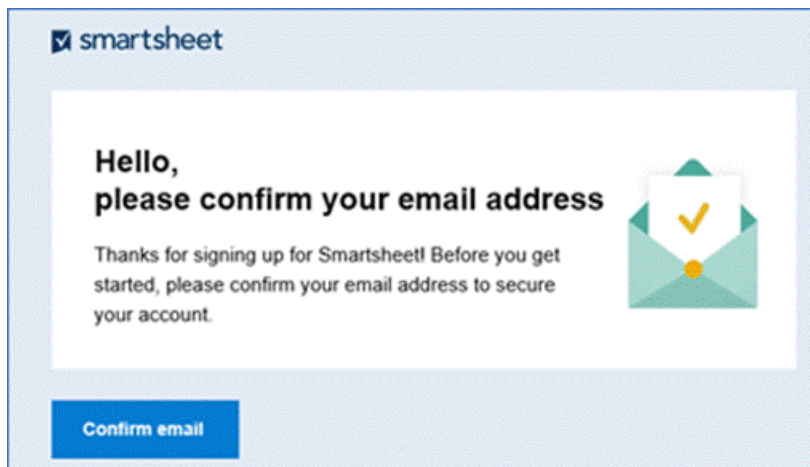 smartsheet
Hello,
please confirm your email address
Thanks for signing up for Smartsheet! Before you get
started, please confirm your email address to secure
your account.
Confirm email